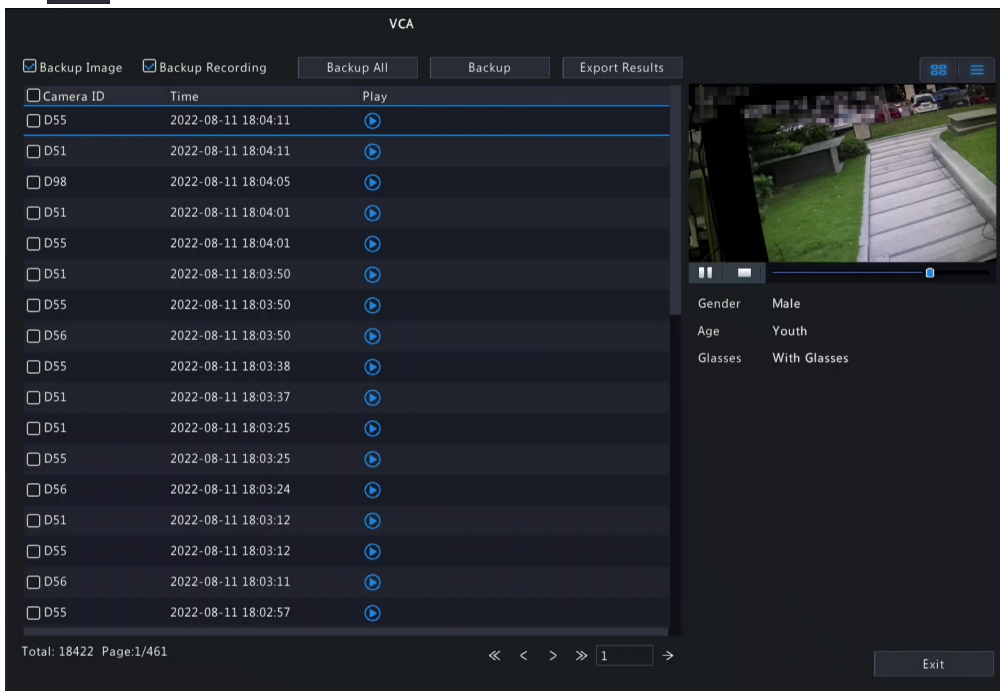 VCA
Backup Image Backup Recording Backup All Backup Export Results
Camera ID Time Play
D55 2022-08-11 18:04:11
D51 2022-08-11 18:04:11
D98 2022-08-11 18:04:05
D51 2022-08-11 18:04:01
D55 2022-08-11 18:04:01
D51 2022-08-11 18:03:50
D55 2022-08-11 18:03:50
D56 2022-08-11 18:03:50
D55 2022-08-11 18:03:38
D51 2022-08-11 18:03:37
D51 2022-08-11 18:03:25
D55 2022-08-11 18:03:25
D56 2022-08-11 18:03:24
D51 2022-08-11 18:03:12
D55 2022-08-11 18:03:12
D56 2022-08-11 18:03:11
D55 2022-08-11 18:02:57
Total: 18422 Page:1/461
1
Gender Male
Age Youth
Glasses With Glasses
Exit